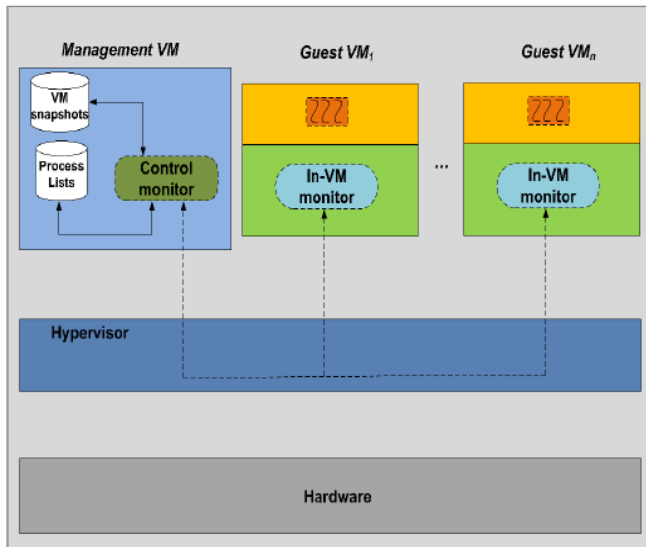 Management VM
Guest VM1
Guest VMn
VM
snapshots
Process
Lists
Control
monitor
In-VM
monitor
...
In-VM
monitor
Hypervisor
Hardware